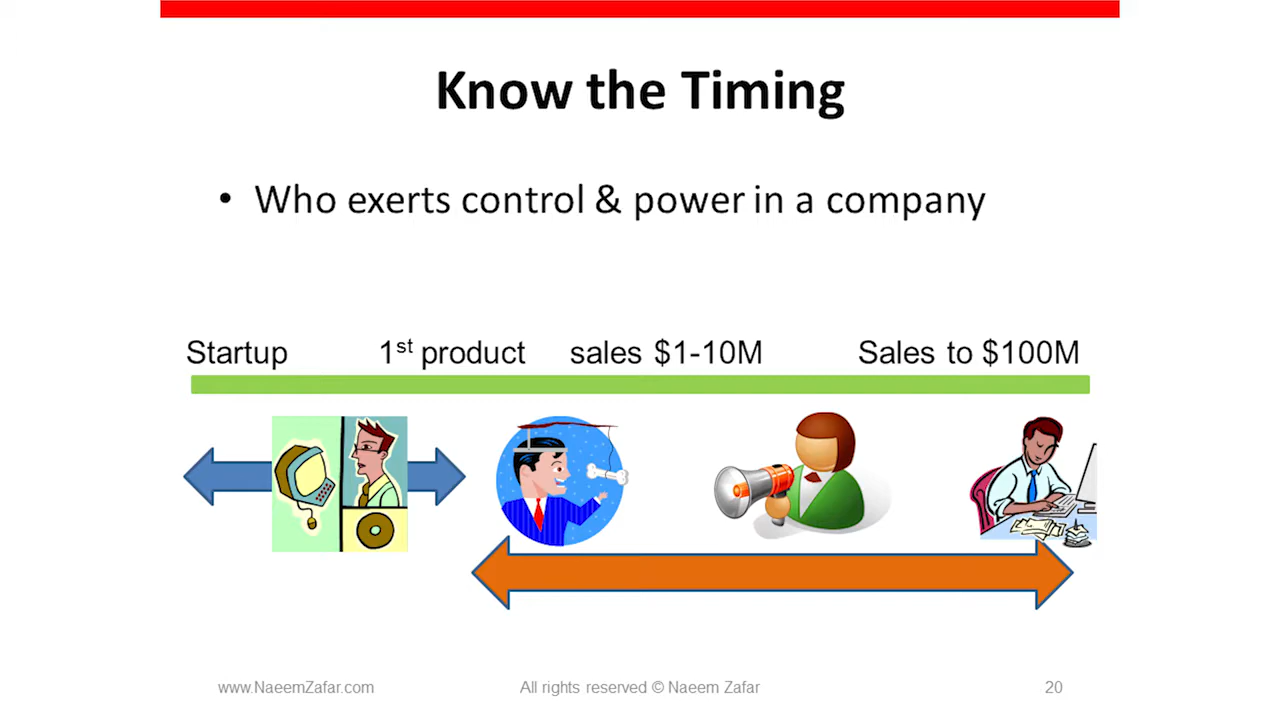 Know the Timing
• Who exerts control & power in a company
Startup 1st product sales $1-10M Sales to $100M
www.NaeemZafar.com All rights reserved © Naeem Zafar 20